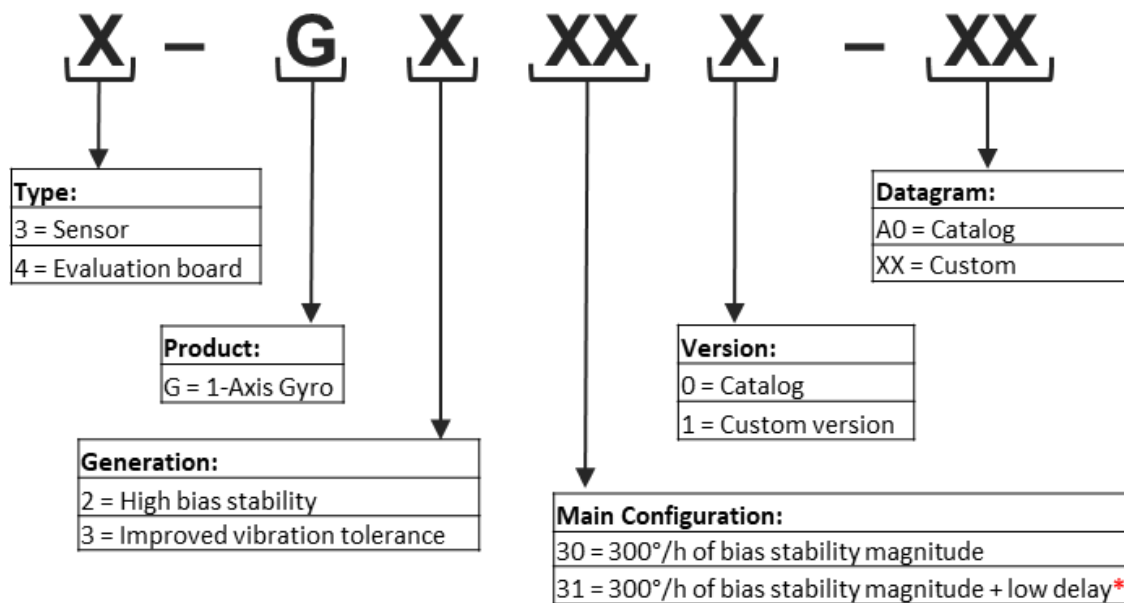 X – G X XX X – XX
Type:
3 = Sensor
4 = Evaluation board
Datagram:
A0 = Catalog
XX = Custom
Product:
G = 1-Axis Gyro
Version:
0 = Catalog
1 = Custom version
Generation:
2 = High bias stability
3 = Improved vibration tolerance
Main Configuration:
30 = 300°/h of bias stability magnitude
31 = 300°/h of bias stability magnitude + low delay*